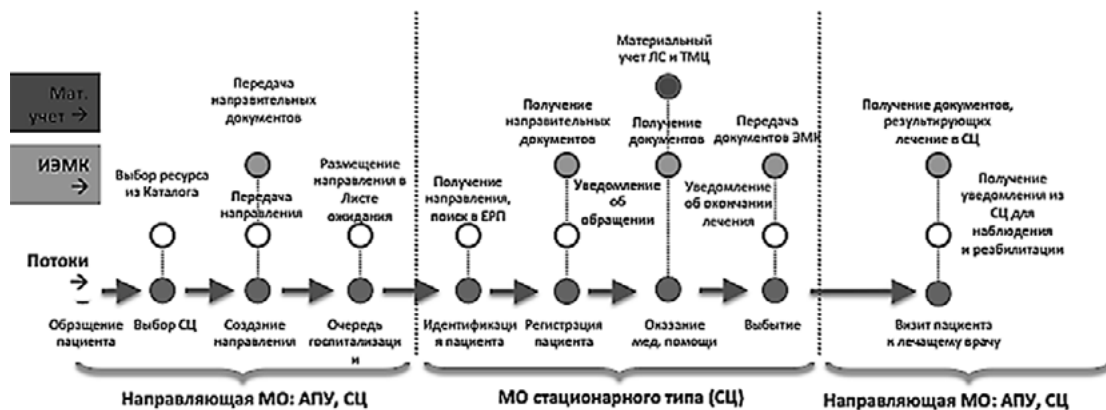 Материальный
учет ЛС и ТМЦ
Мат.
учет →
Передача
направительных
документов
Получение
направительных
документов
Получение
документов
Передача
документов ЭМК
Получение документов,
результирующих
лечение в СЦ
ИЭМК
→
Выбор ресурса
из Каталога
Передача
направления
Размещение
направления в
Листе
ожидания
Получение
направления,
поиск в ЕРП
Уведомление
об
обращении
Уведомление
об окончании
лечения
Получение
уведомления из
СЦ для
наблюдения
и реабилитации
Потоки
→
Обращение
пациента
Выбор СЦ
Создание
направления
Очередь
госпитализаци
и
Идентификаци
я пациента
Регистрация
пациента
Оказание
мед. помощи
Выбытие
Визит пациента
к лечащему врачу
Направляющая МО: АПУ, СЦ
МО стационарного типа (СЦ)
Направляющая МО: АПУ, СЦ